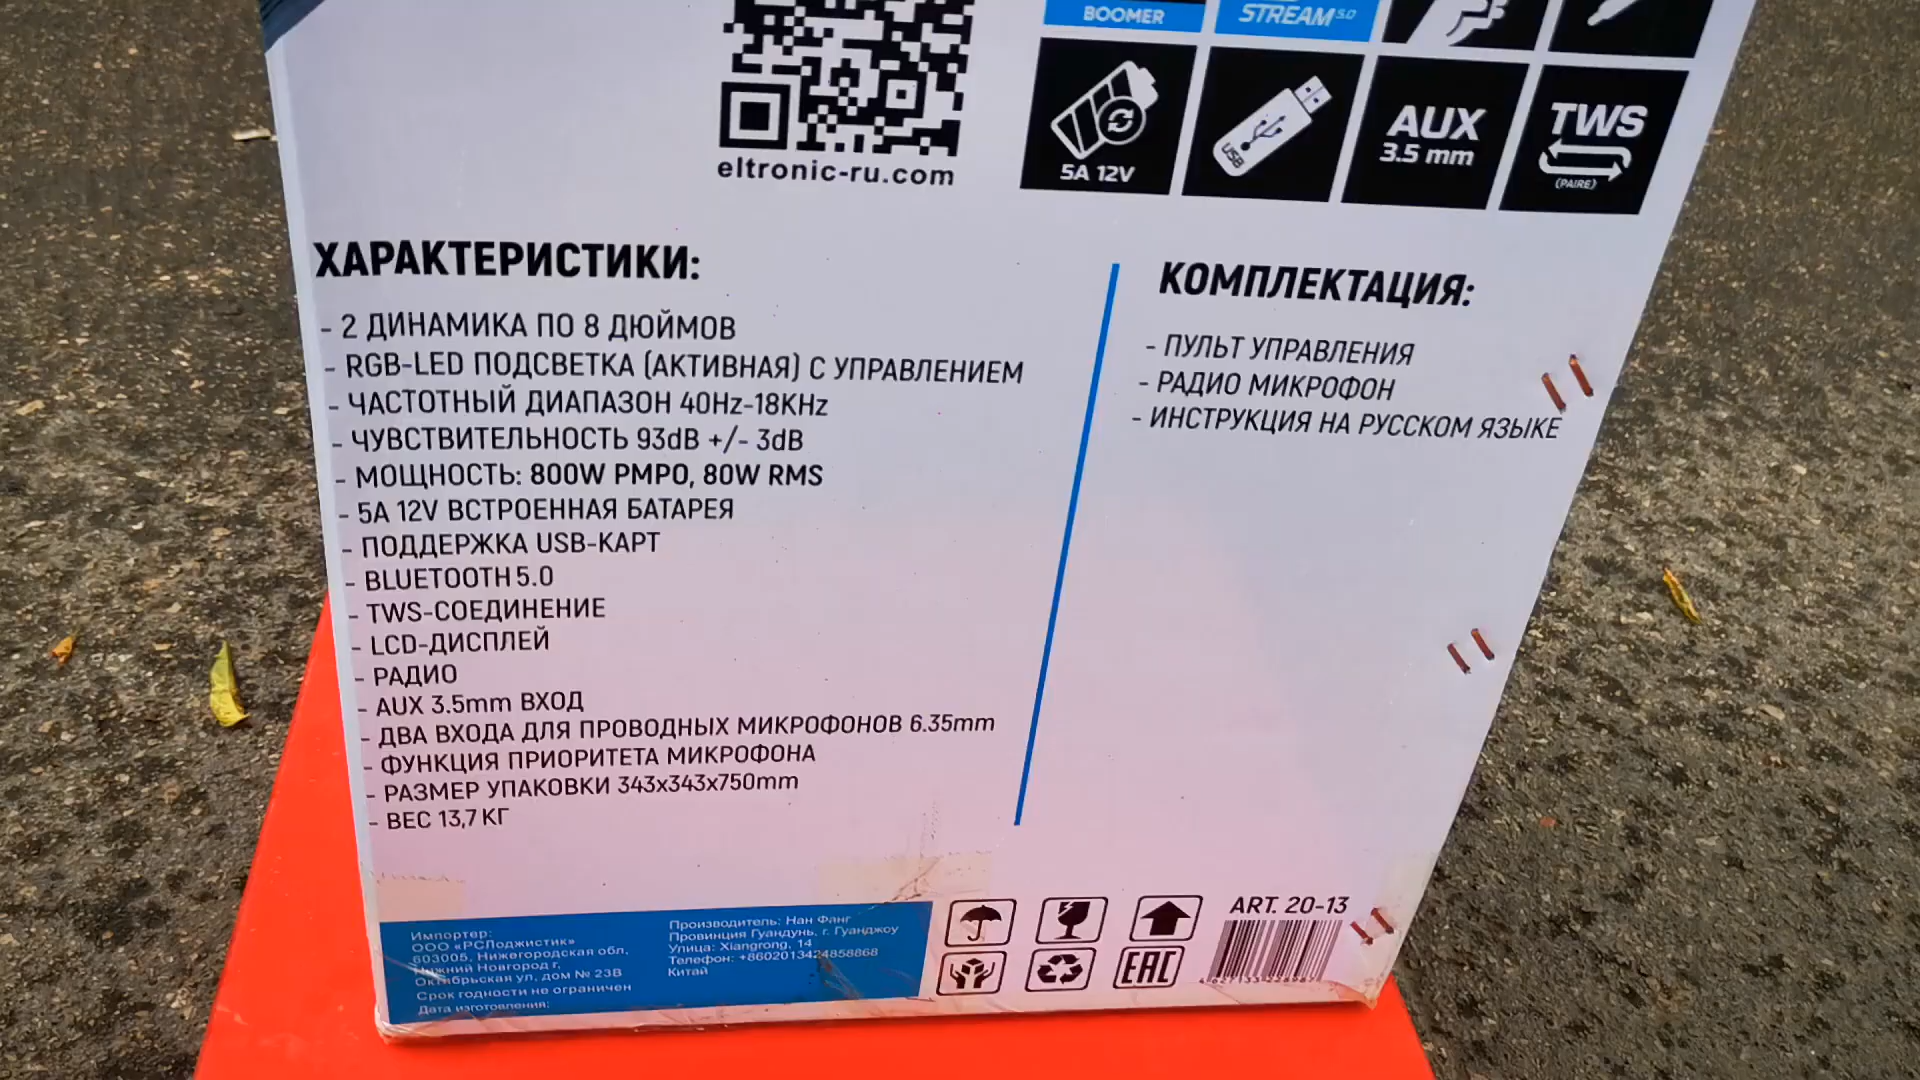 BOOMER
STREAM 5.0
5A 12V
USB
AUX
3.5 mm
TWS
(PAIRE)
eltronic-ru.com
ХАРАКТЕРИСТИКИ:
- 2 ДИНАМИКА ПО 8 ДЮЙМОВ
- RGB-LED ПОДСВЕТКА (АКТИВНАЯ) С УПРАВЛЕНИЕМ
- ЧАСТОТНЫЙ ДИАПАЗОН 40Hz-18KHz
- ЧУВСТВИТЕЛЬНОСТЬ 93dB +/- 3dB
- МОЩНОСТЬ: 800W PMPO, 80W RMS
- 5A 12V ВСТРОЕННАЯ БАТАРЕЯ
- ПОДДЕРЖКА USB-КАРТ
- BLUETOOTH 5.0
- TWS-СОЕДИНЕНИЕ
- LCD-ДИСПЛЕЙ
- РАДИО
- AUX 3.5mm ВХОД
- ДВА ВХОДА ДЛЯ ПРОВОДНЫХ МИКРОФОНОВ 6.35mm
- ФУНКЦИЯ ПРИОРИТЕТА МИКРОФОНА
- РАЗМЕР УПАКОВКИ 343x343x750mm
- ВЕС 13,7 КГ
КОМПЛЕКТАЦИЯ:
- ПУЛЬТ УПРАВЛЕНИЯ
- РАДИО МИКРОФОН
- ИНСТРУКЦИЯ НА РУССКОМ ЯЗЫКЕ
Импортер:
ООО «РСЛоджистик»
603005, Нижегородская обл,
Нижний Новгород г,
Октябрьская ул, дом № 23В
Срок годности не ограничен
Дата изготовления:
Производитель: Нан Фанг
Провинция Гуандунь, г. Гуанджоу
Улица: Xiangrong, 14
Телефон: +8602013424858868
Китай
EAC
ART. 20-13